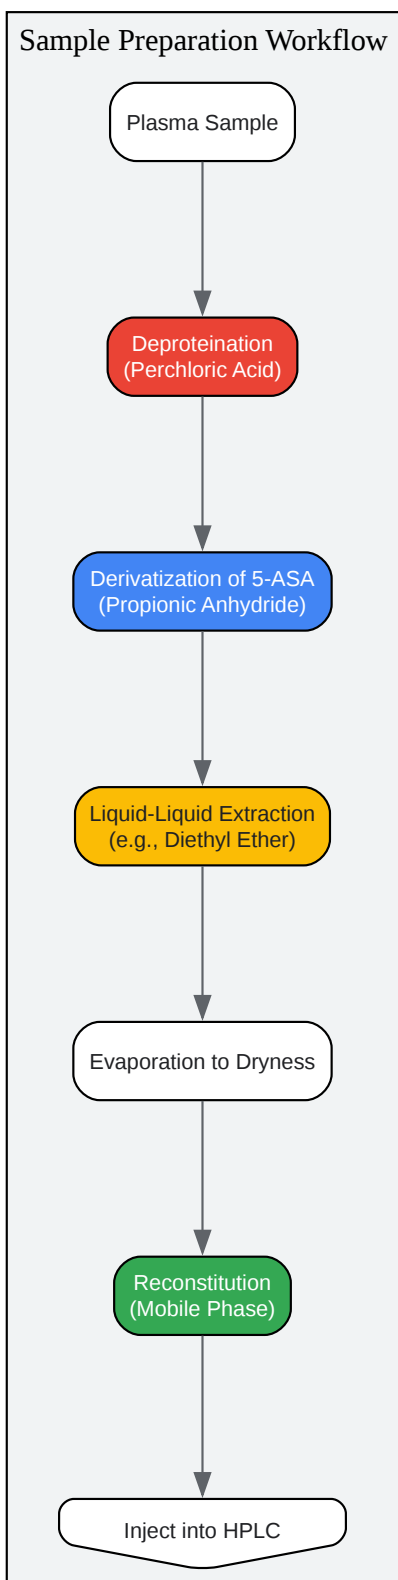 Sample Preparation Workflow
Plasma Sample
Deproteination
(Perchloric Acid)
Derivatization of 5-ASA
(Propionic Anhydride)
Liquid-Liquid Extraction
(e.g., Diethyl Ether)
Evaporation to Dryness
Reconstitution
(Mobile Phase)
Inject into HPLC